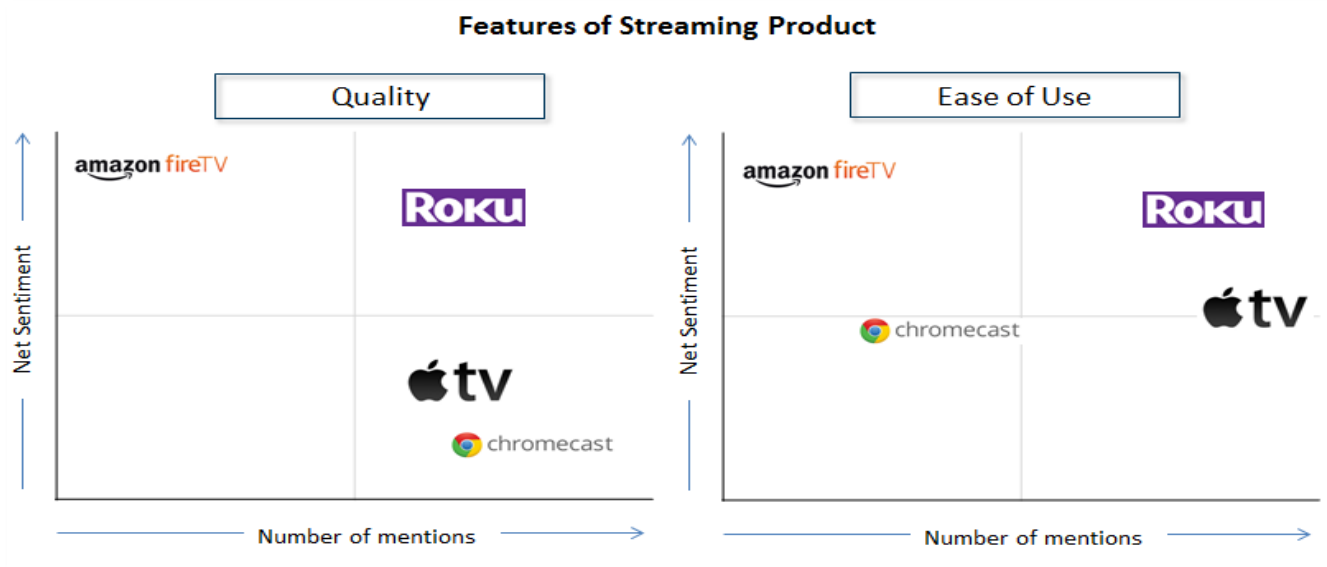 Features of Streaming Product
Quality
Net Sentiment
amazon fireTV
ROKU
tv
chromecast
Number of mentions
Ease of Use
Net Sentiment
amazon fireTV
ROKU
tv
chromecast
Number of mentions